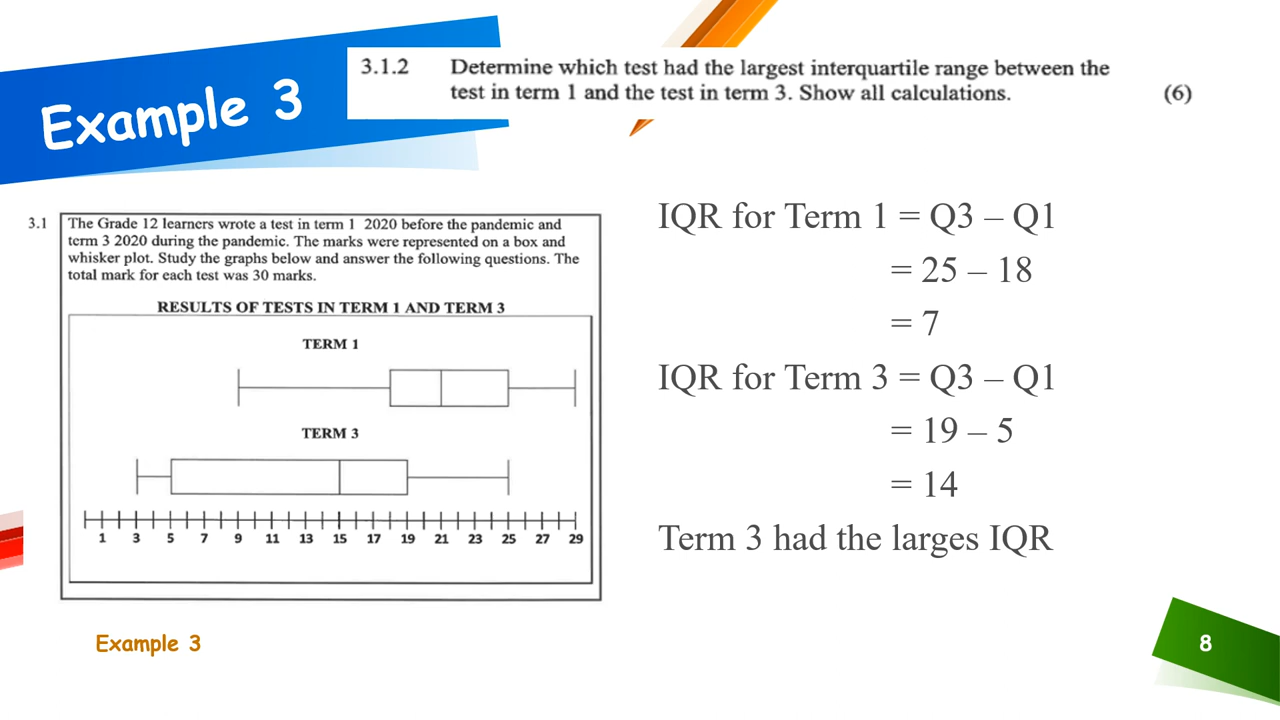 Example 3
3.1.2 Determine which test had the largest interquartile range between the
test in term 1 and the test in term 3. Show all calculations. (6)
3.1 The Grade 12 learners wrote a test in term 1 2020 before the pandemic and
term 3 2020 during the pandemic. The marks were represented on a box and
whisker plot. Study the graphs below and answer the following questions. The
total mark for each test was 30 marks.
RESULTS OF TESTS IN TERM 1 AND TERM 3
TERM 1
TERM 3
1 3 5 7 9 11 13 15 17 19 21 23 25 27 29
IQR for Term 1 = Q3 – Q1
= 25 – 18
= 7
IQR for Term 3 = Q3 – Q1
= 19 – 5
= 14
Term 3 had the larges IQR
Example 3
8